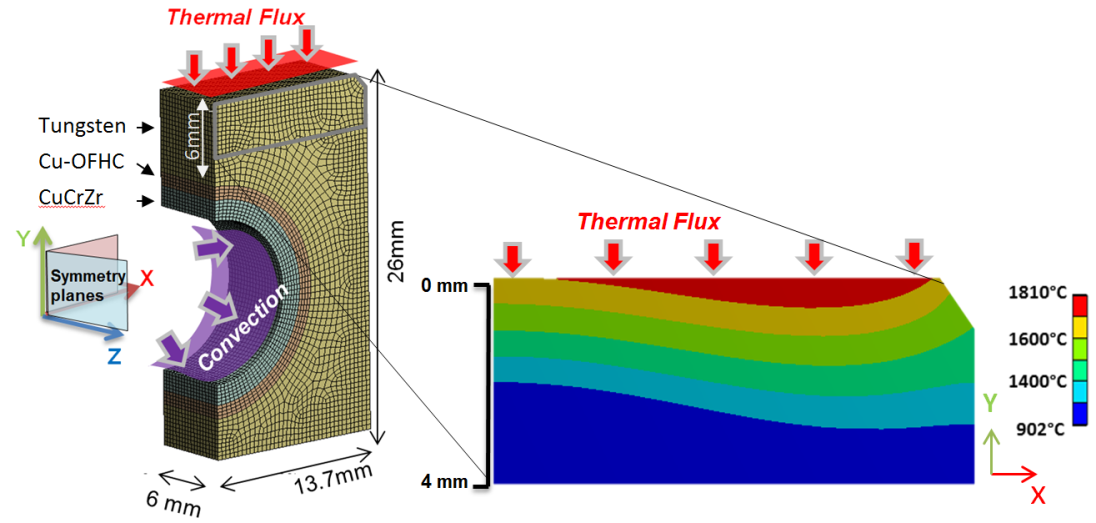 Thermal Flux
Tungsten
6mm
Cu-OFHC
CuCrZr
Y
Symmetry
planes
X
Z
Convection
26mm
13.7mm
6 mm
Thermal Flux
0 mm
4 mm
1810°C
1600°C
1400°C
902°C
Y
X